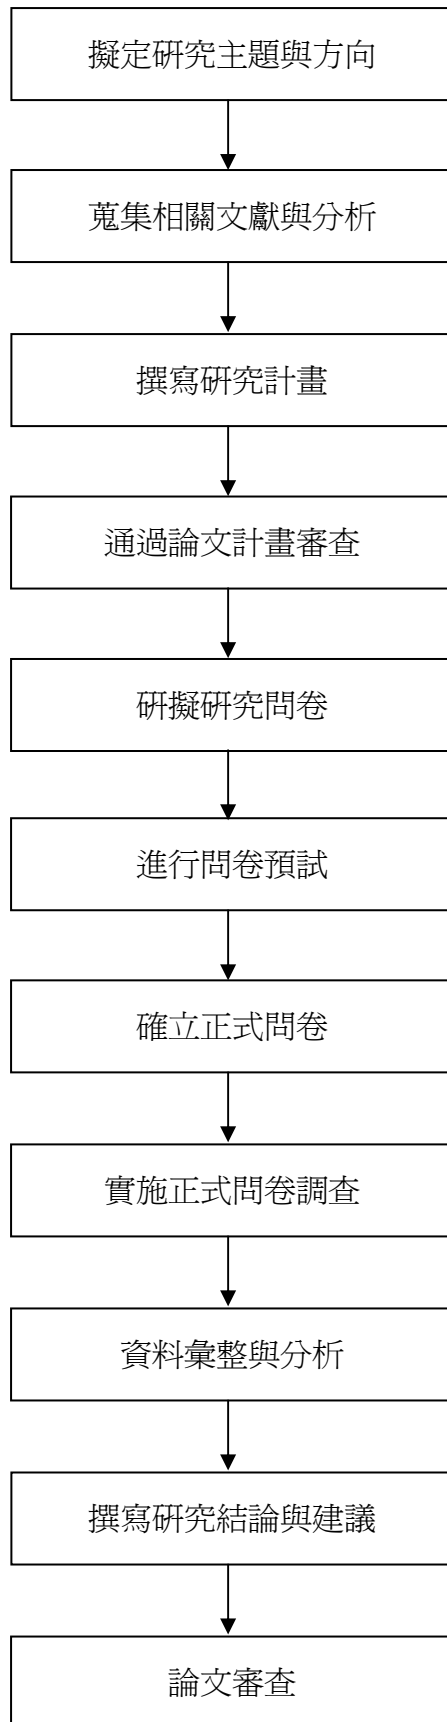 擬定研究主題與方向
蒐集相關文獻與分析
撰寫研究計畫
通過論文計畫審查
研擬研究問卷
進行問卷預試
確立正式問卷
實施正式問卷調查
資料彙整與分析
撰寫研究結論與建議
論文審查